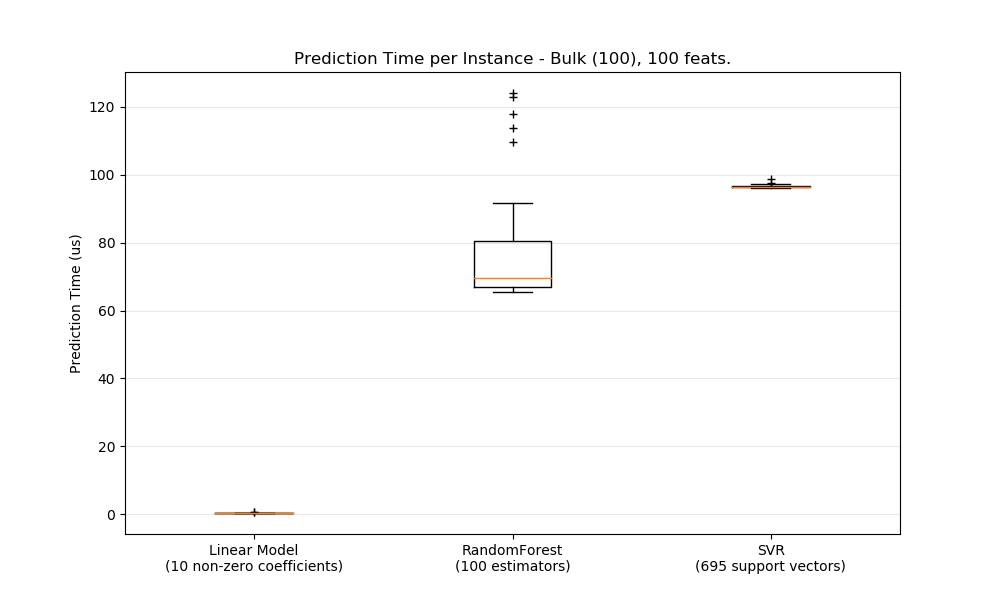 Prediction Time per Instance - Bulk (100), 100 feats.
Prediction Time (us)
120
100
80
60
40
20
0
Linear Model
(10 non-zero coefficients)
RandomForest
(100 estimators)
SVR
(695 support vectors)